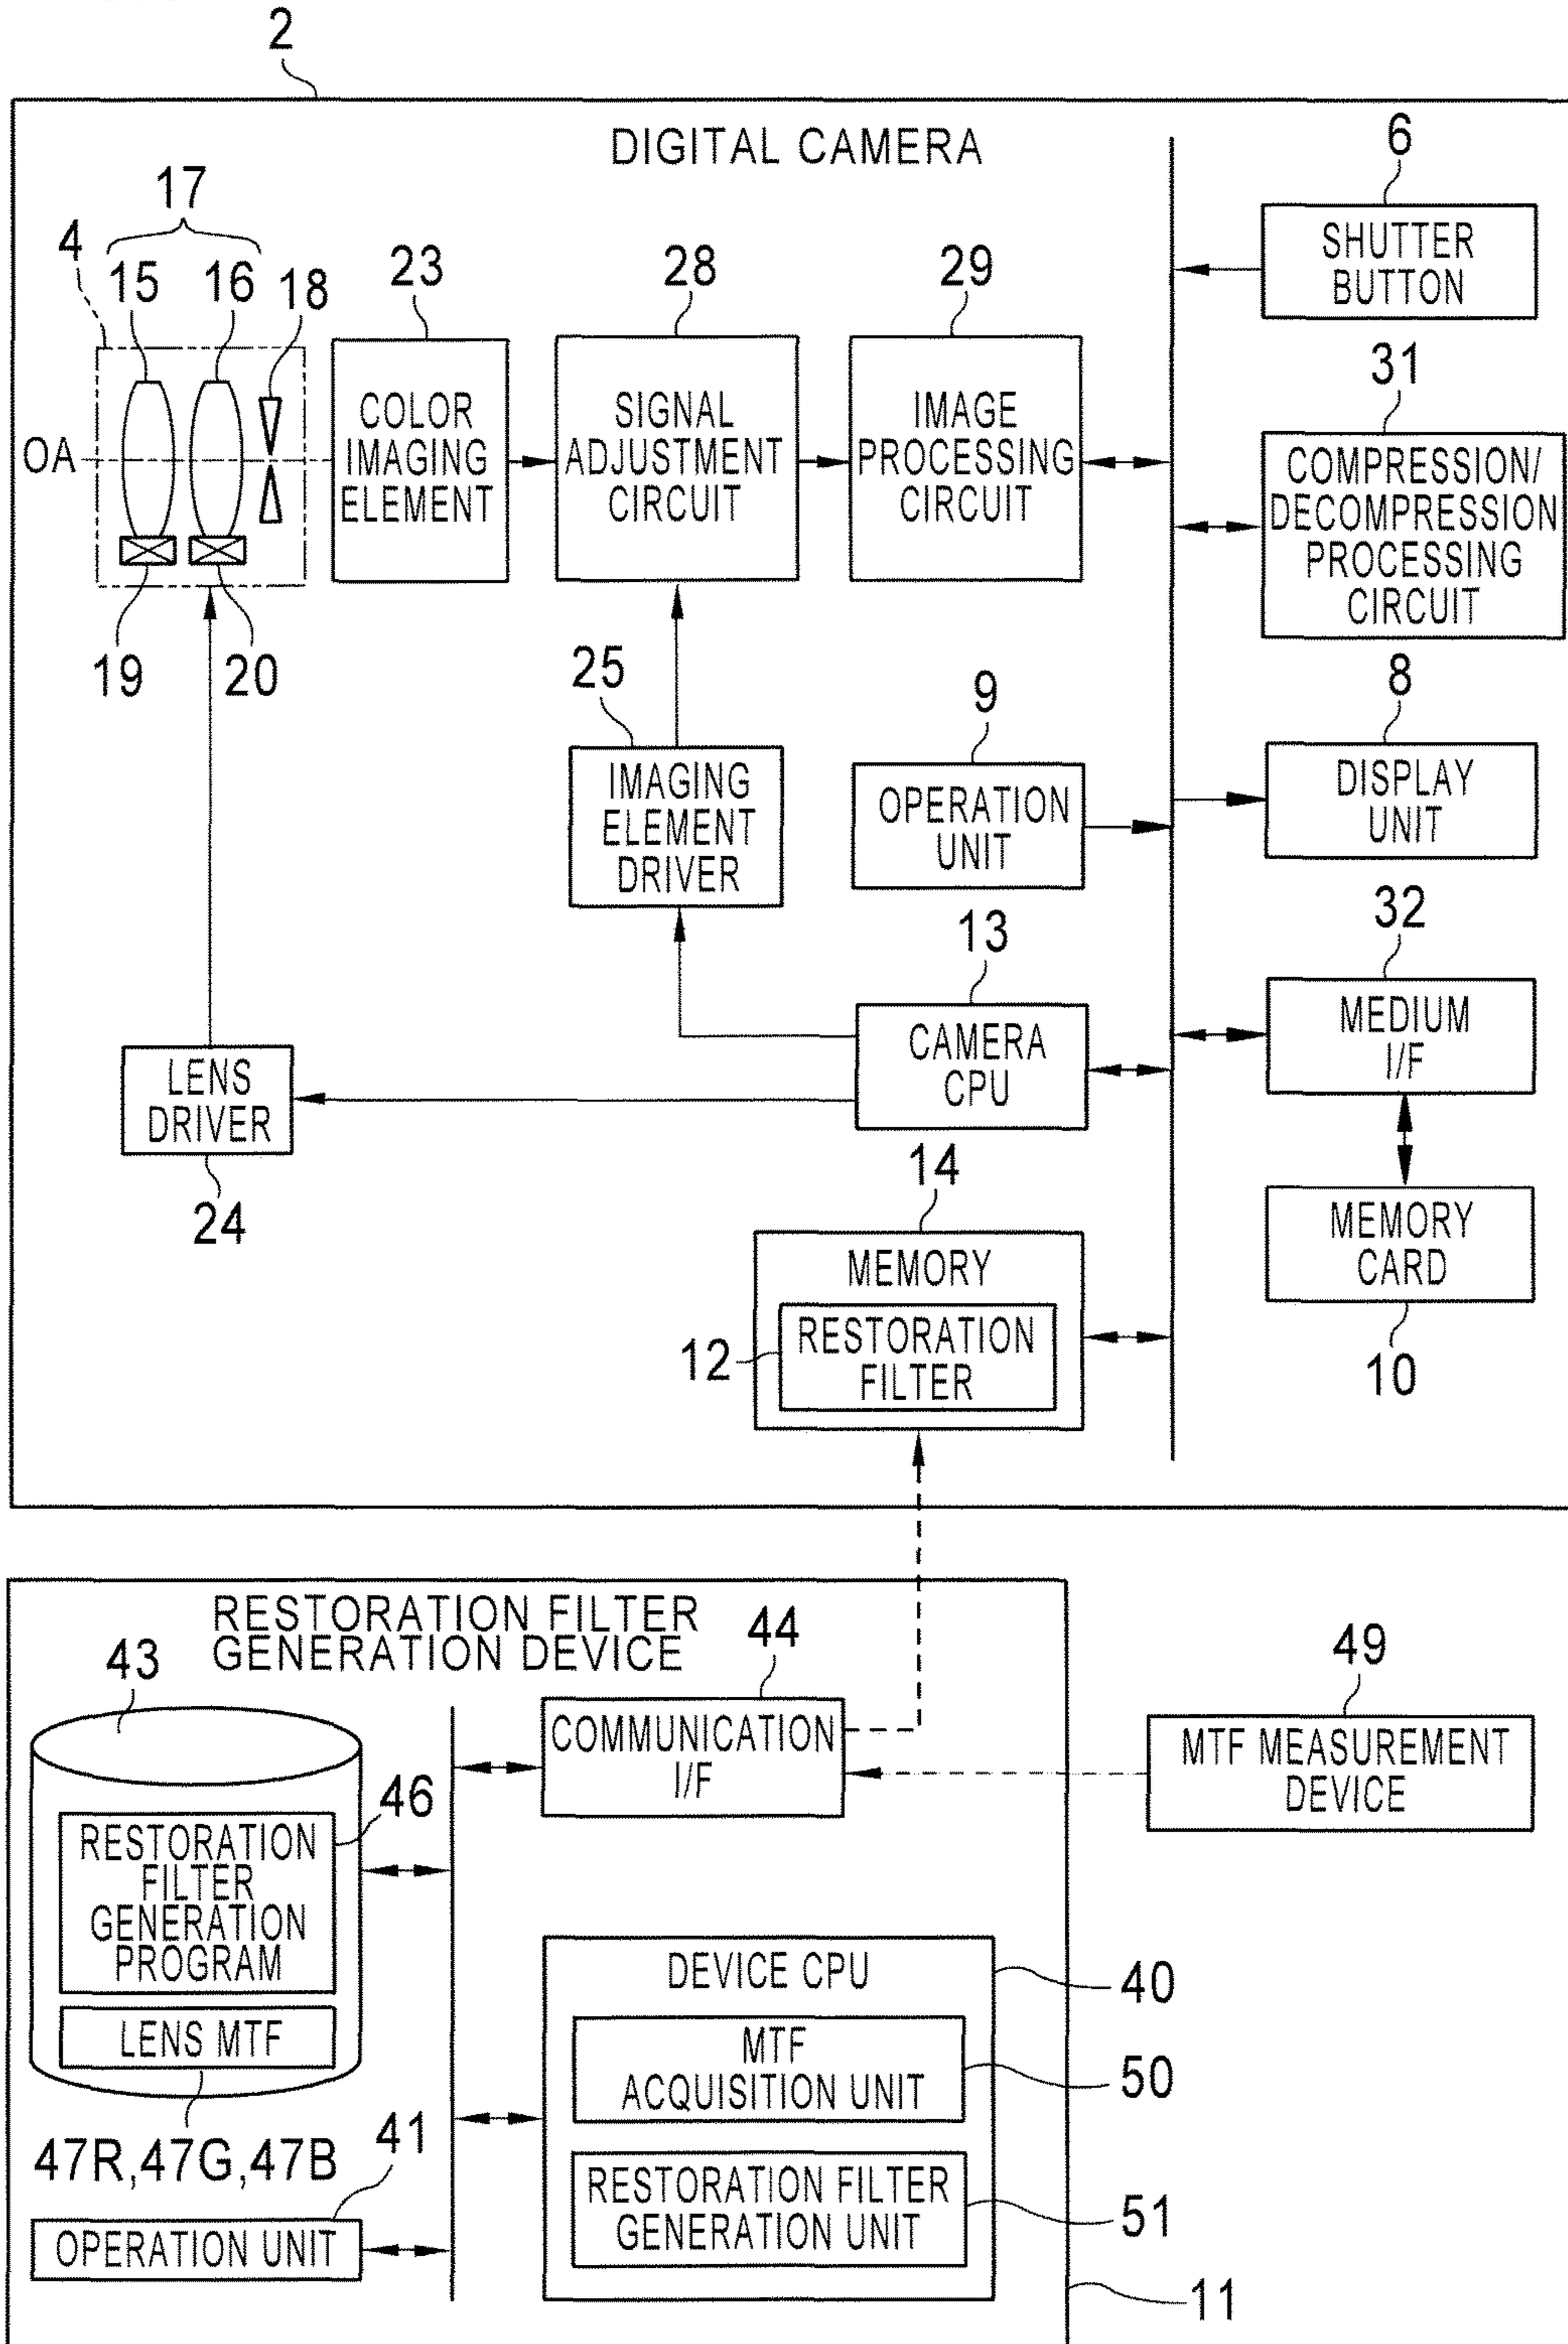 2
DIGITAL CAMERA
6
SHUTTER
BUTTON
17
4
15
16
18
23
28
29
OA
COLOR
IMAGING
ELEMENT
SIGNAL
ADJUSTMENT
CIRCUIT
IMAGE
PROCESSING
CIRCUIT
31
COMPRESSION/
DECOMPRESSION
PROCESSING
CIRCUIT
19
20
25
IMAGING
ELEMENT
DRIVER
9
OPERATION
UNIT
8
DISPLAY
UNIT
13
CAMERA
CPU
32
MEDIUM
I/F
LENS
DRIVER
24
14
MEMORY
12
RESTORATION
FILTER
MEMORY
CARD
10
RESTORATION FILTER
GENERATION DEVICE
43
44
COMMUNICATION
I/F
49
MTF MEASUREMENT
DEVICE
46
RESTORATION
FILTER
GENERATION
PROGRAM
LENS MTF
47R,47G,47B
DEVICE CPU
40
MTF
ACQUISITION UNIT
50
RESTORATION FILTER
GENERATION UNIT
51
41
OPERATION UNIT
11